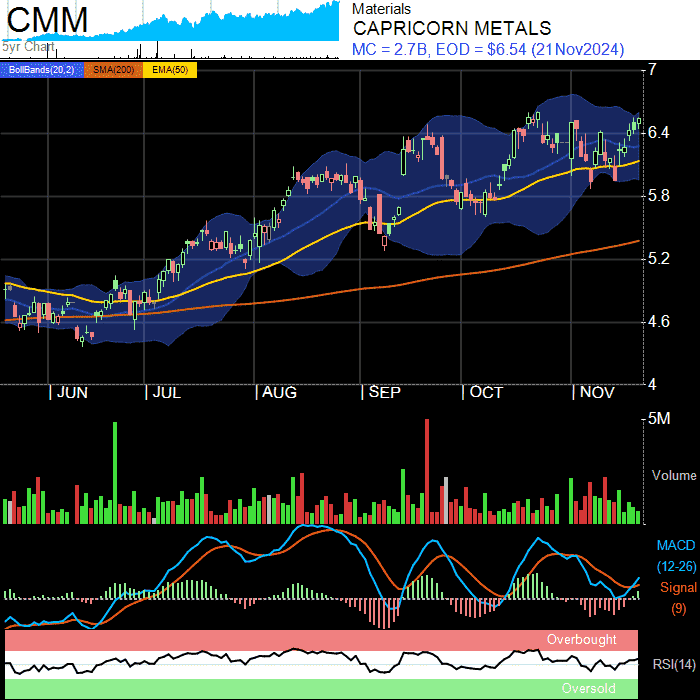 CMM
5yr Chart
Materials
CAPRICORN METALS
MC = 2.7B, EOD = $6.54 (21Nov2024)
BollBands(20,2) SMA(200) EMA(50)
7
6.4
5.8
5.2
4.6
4
JUN JUL AUG SEP OCT NOV
5M
Volume
MACD
(12-26)
Signal
(9)
Overbought
RSI(14)
Oversold